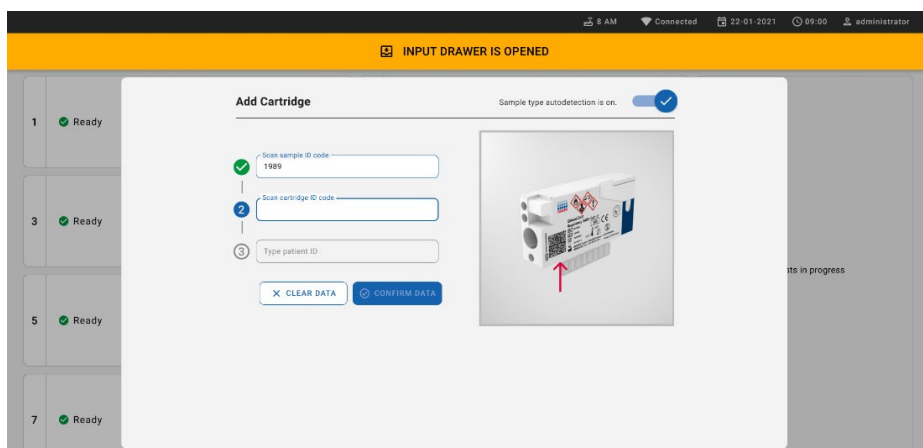 8 AM Connected 22-01-2021 09:00 administrator
INPUT DRAWER IS OPENED
Add Cartridge
Sample type autodetection is on.
1 Ready
Scan sample ID code
1989
Scan cartridge ID code
2
3 Ready
3 Type patient ID
sts in progress
CLEAR DATA CONFIRM DATA
5 Ready
7 Ready